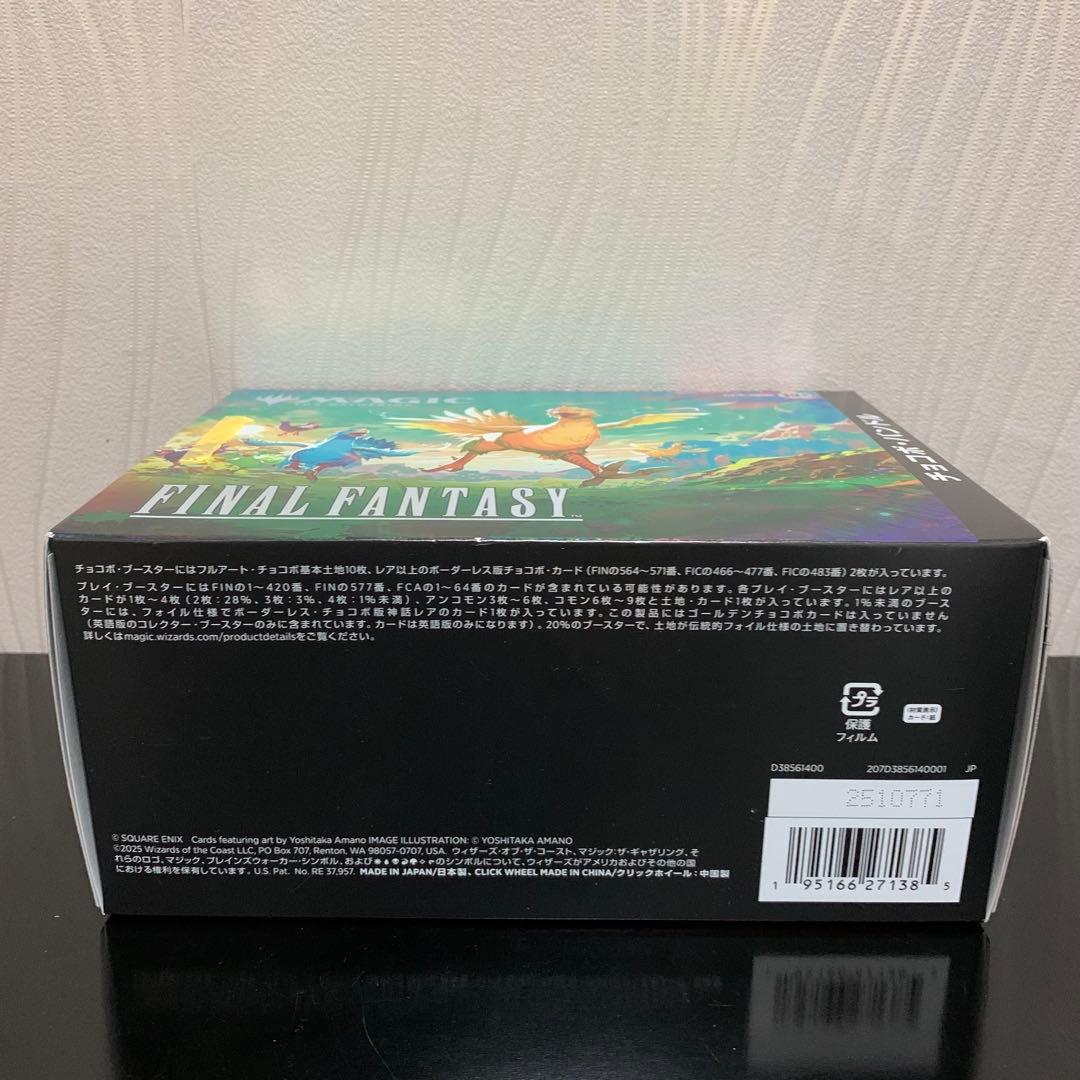 MAGIC
チョコボ・バンドル
FINAL FANTASY™
チョコボ・ブースターにはフルアート・チョコボ基本土地10枚、レア以上のボーダーレス版チョコボ・カード(FINの564〜571番、FICの466〜477番、FICの483番)2枚が入っています。
プレイ・ブースターにはFINの1〜420番、FINの577番、FCAの1〜64番のカードが含まれている可能性があります。各プレイ・ブースターにはレア以上の
カードが1枚〜4枚(2枚:28%、3枚:3%、4枚:1%未満)、アンコモン3枚〜6枚、コモン6枚〜9枚と土地・カード1枚が入っています。1%未満のブース
ターには、フォイル仕様でボーダーレス・チョコボ版神話レアのカード1枚が入っています。この製品にはゴールデンチョコボカードは入っていません
(英語版のコレクター・ブースターのみに含まれています。カードは英語版のみになります)。20%のブースターで、土地が伝統的フォイル仕様の土地に置き替わっています。
詳しくはmagic.wizards.com/productdetailsをご覧ください。
プラ
保護
フィルム
(材質表示)
カード:紙
D38561400 207D3856140001 JP
2510771
1 95166 27138 5
© SQUARE ENIX Cards featuring art by Yoshitaka Amano IMAGE ILLUSTRATION: © YOSHITAKA AMANO
©2025 Wizards of the Coast LLC, PO Box 707, Renton, WA 98057-0707, USA. ウィザーズ・オブ・ザ・コースト、マジック:ザ・ギャザリング、そ
れらのロゴ、マジック、プレインズウォーカー・シンボル、およびのシンボルについて、ウィザーズがアメリカおよびその他の国
における権利を保有しています。U.S. Pat. No. RE 37,957. MADE IN JAPAN/日本製、CLICK WHEEL MADE IN CHINA/クリックホイール:中国製